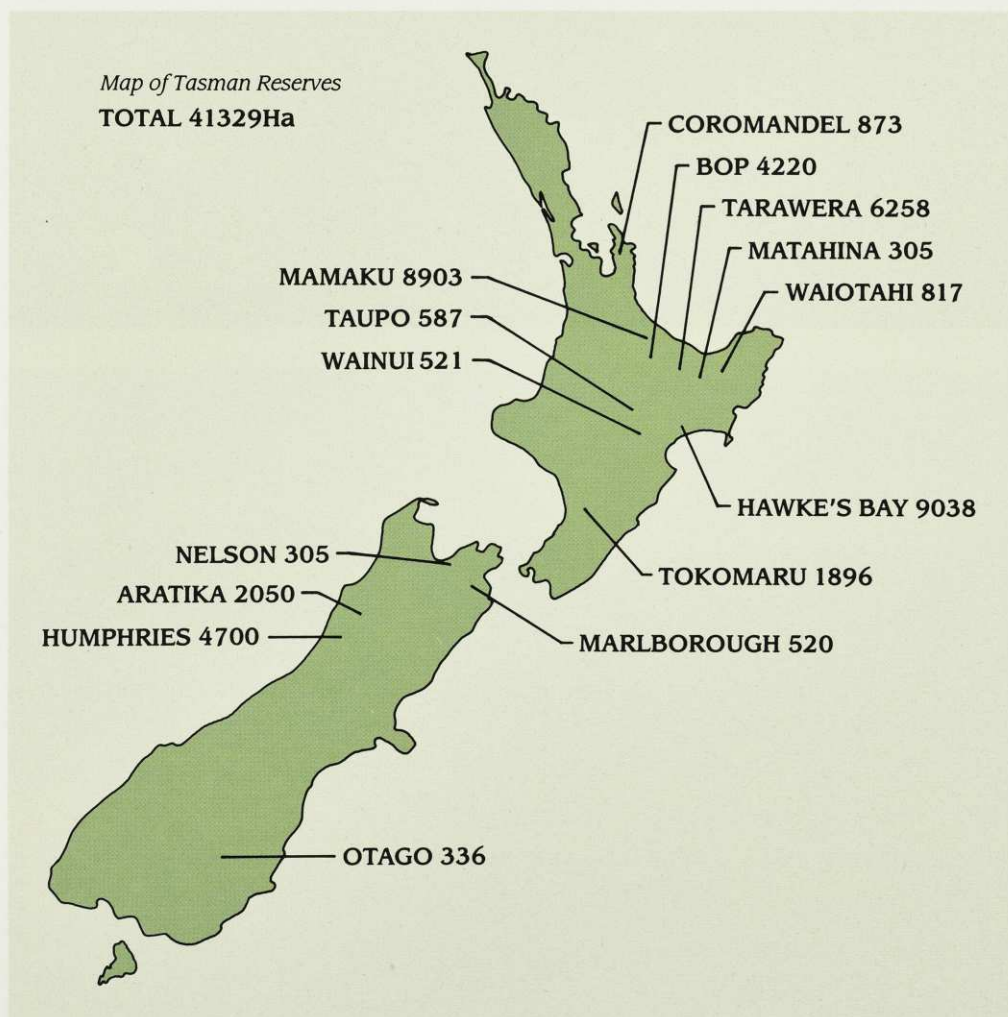 Map of Tasman Reserves
TOTAL 41329Ha
COROMANDEL 873
BOP 4220
TARAWERA 6258
MATAHINA 305
WAIOTAHI 817
MAMAKU 8903
TAUPO 587
WAINUI 521
HAWKE'S BAY 9038
TOKOMARU 1896
NELSON 305
ARATIKA 2050
HUMPHRIES 4700
MARLBOROUGH 520
OTAGO 336